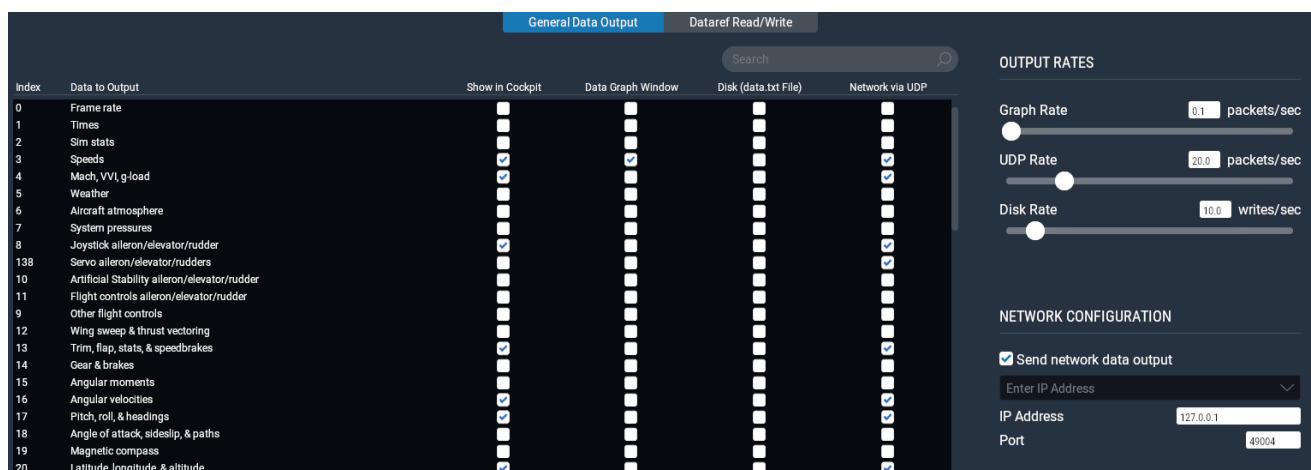 General Data Output Dataref Read/Write
Search
Index Data to Output Show in Cockpit Data Graph Window Disk (data.txt File) Network via UDP
0 Frame rate
1 Times
2 Sim stats
3 Speeds
4 Mach, VVI, g-load
5 Weather
6 Aircraft atmosphere
7 System pressures
8 Joystick aileron/elevator/rudder
138 Servo aileron/elevator/rudders
10 Artificial Stability aileron/elevator/rudder
11 Flight controls aileron/elevator/rudder
9 Other flight controls
12 Wing sweep & thrust vectoring
13 Trim, flap, stats, & speedbrakes
14 Gear & brakes
15 Angular moments
16 Angular velocities
17 Pitch, roll, & headings
18 Angle of attack, sideslip, & paths
19 Magnetic compass
20 Latitude, longitude, & altitude
OUTPUT RATES
Graph Rate 0.1 packets/sec
UDP Rate 20.0 packets/sec
Disk Rate 10.0 writes/sec
NETWORK CONFIGURATION
Send network data output
Enter IP Address
IP Address 127.0.0.1
Port 49004